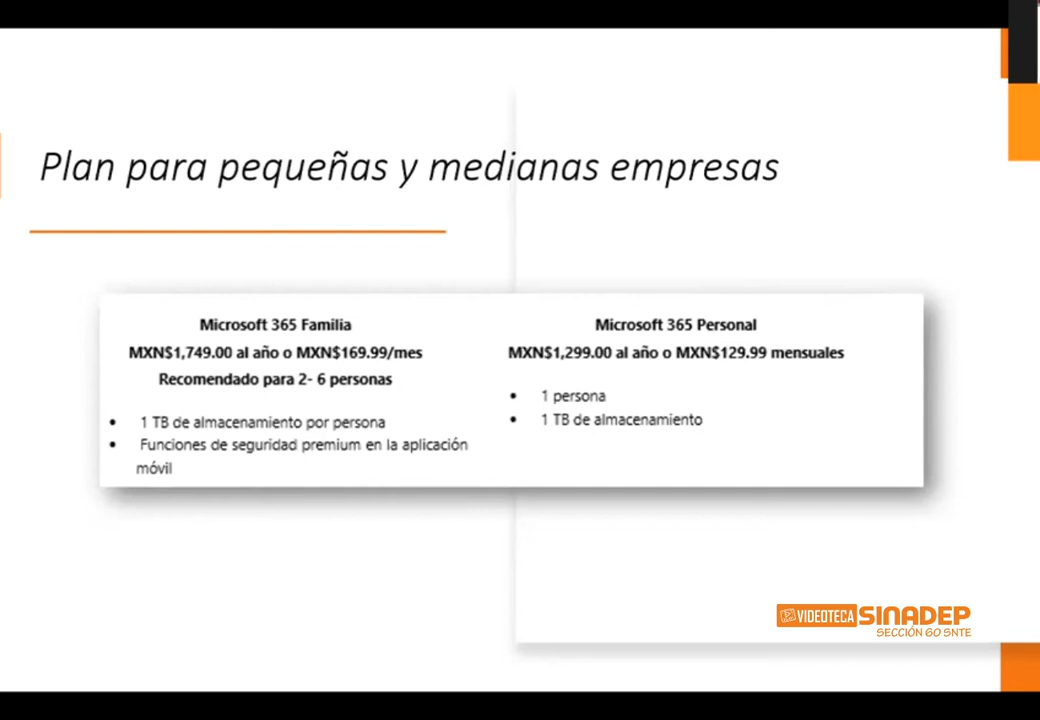 Plan para pequeñas y medianas empresas
Microsoft 365 Familia
MXN$1,749.00 al año o MXN$169.99/mes
Recomendado para 2- 6 personas
• 1 TB de almacenamiento por persona
• Funciones de seguridad premium en la aplicación
móvil
Microsoft 365 Personal
MXN$1,299.00 al año o MXN$129.99 mensuales
• 1 persona
• 1 TB de almacenamiento
VIDEOTECA SINADEP
SECCIÓN 60 SNTE